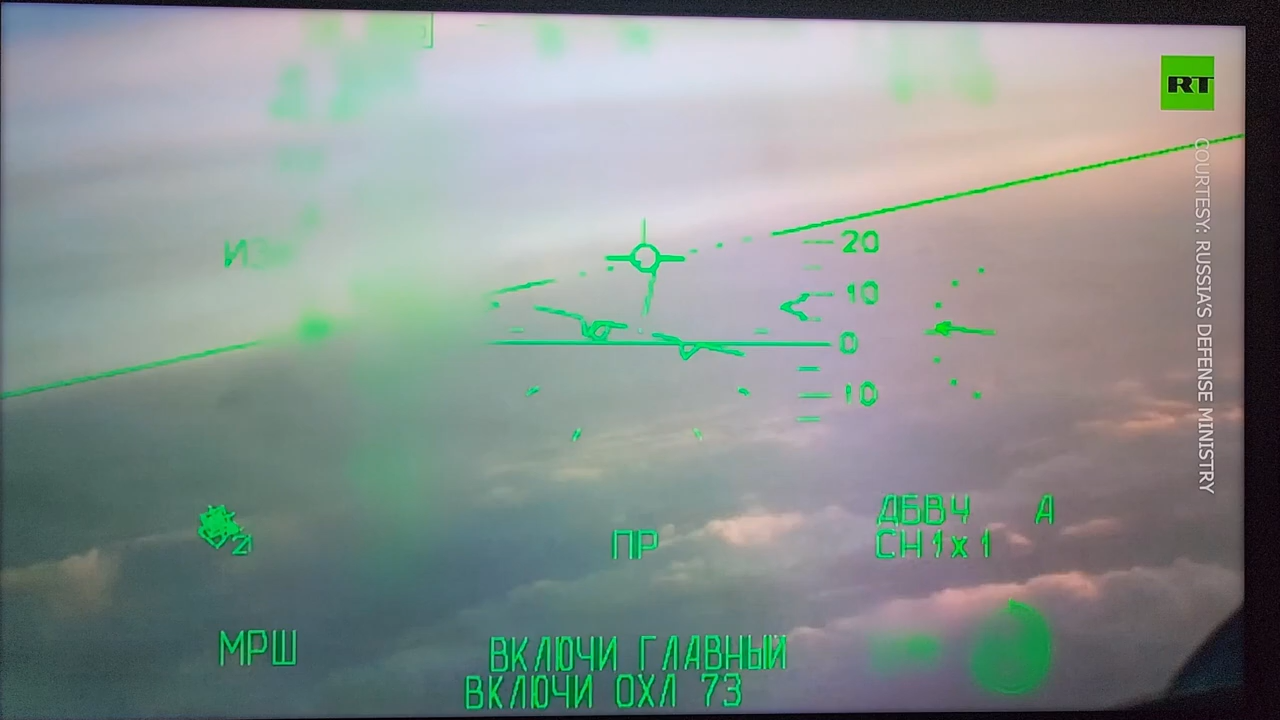 RT
COURTESY: RUSSIA'S DEFENSE MINISTRY
20
10
0
10
ДБВЧ А
СН 1х1
ПР
МРШ
ВКЛЮЧИ ГЛАВНЫЙ
ВКЛЮЧИ ОХЛ 73